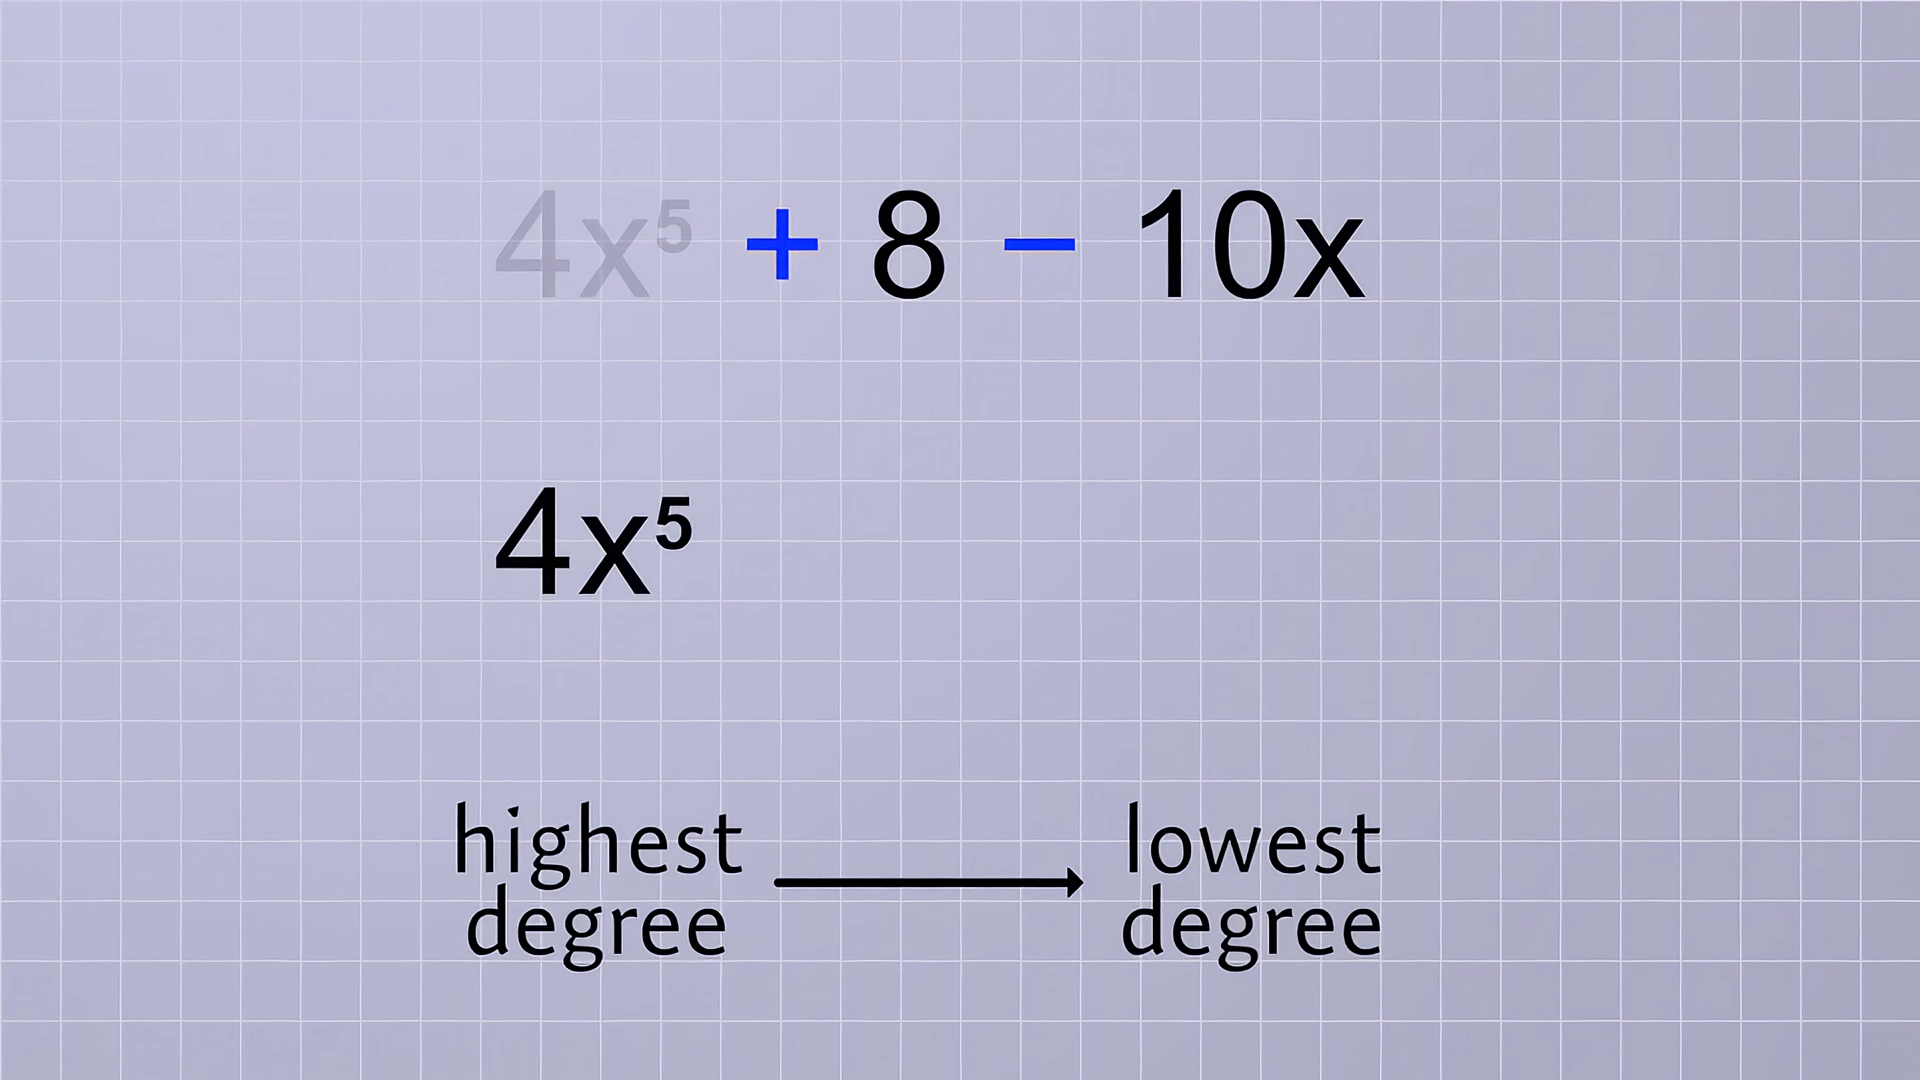 4x⁵ + 8 − 10x
4x⁵
highest degree → lowest degree